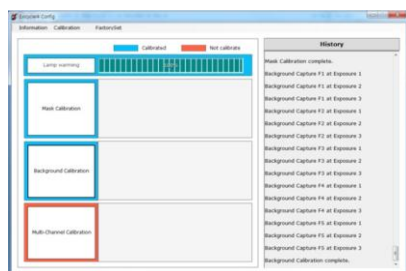 Information Calibration FactorySet
Calibrated
Not calibrate
Lamp warming
Mask Calibration
Background Calibration
Multi-Channel Calibration
History
Mask Calibration complete.
Background Capture F1 at Exposure 1
Background Capture F1 at Exposure 2
Background Capture F1 at Exposure 3
Background Capture F2 at Exposure 1
Background Capture F2 at Exposure 2
Background Capture F2 at Exposure 3
Background Capture F3 at Exposure 1
Background Capture F3 at Exposure 2
Background Capture F3 at Exposure 3
Background Capture F4 at Exposure 1
Background Capture F4 at Exposure 2
Background Capture F4 at Exposure 3
Background Capture F5 at Exposure 1
Background Capture F5 at Exposure 2
Background Capture F5 at Exposure 3
Background Calibration complete.